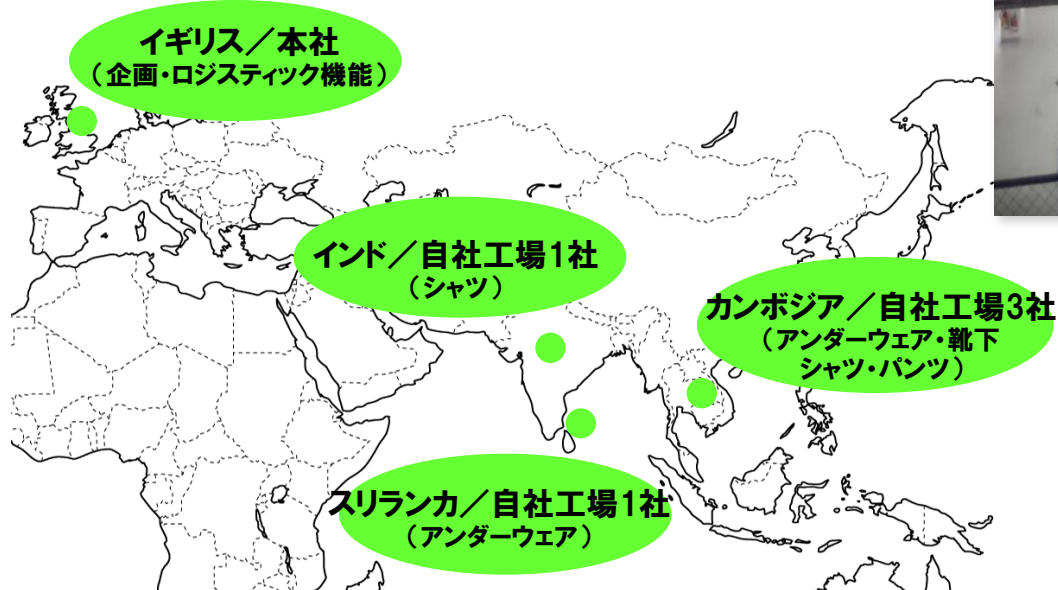 イギリス／本社
（企画・ロジスティック機能）
インド／自社工場1社
（シャツ）
カンボジア／自社工場3社
（アンダーウェア・靴下
シャツ・パンツ）
スリランカ／自社工場1社
（アンダーウェア）